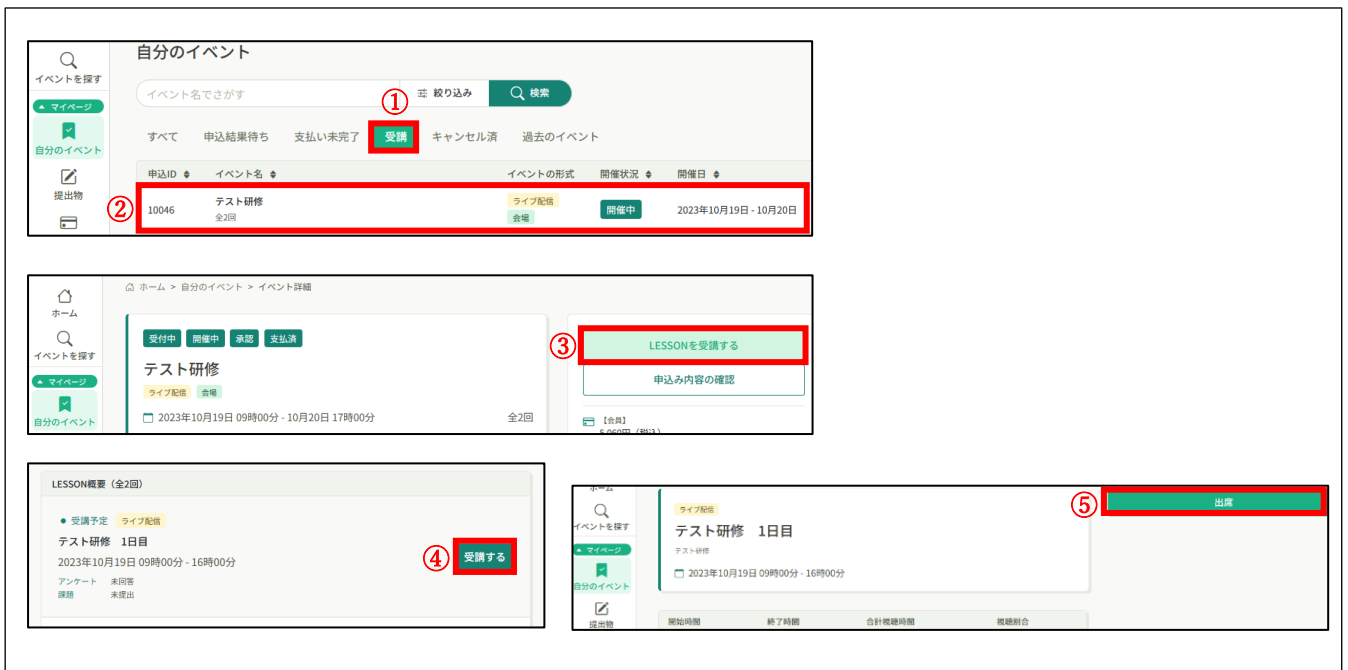 自分のイベント
イベントを探す
イベント名でさがす
絞り込み
検索
マイページ
①
すべて 申込結果待ち 支払い未完了 受講 キャンセル済 過去のイベント
自分のイベント
申込ID イベント名 イベントの形式 開催状況 開催日
提出物
②
10046 テスト研修 ライブ配信 開催中 2023年10月19日 - 10月20日
全2回 会場
ホーム > 自分のイベント > イベント詳細
ホーム
イベントを探す
マイページ
自分のイベント
受付中 開催中 承認 支払済
テスト研修
ライブ配信 会場
2023年10月19日 09時00分 - 10月20日 17時00分 全2回
③
LESSONを受講する
申込み内容の確認
【会員】
5,060円（税込）
LESSON概要（全2回）
受講予定 ライブ配信
テスト研修 1日目
2023年10月19日 09時00分 - 16時00分
アンケート 未回答
課題 未提出
④
受講する
ホーム
イベントを探す
マイページ
自分のイベント
提出物
ライブ配信
テスト研修 1日目
テスト研修
2023年10月19日 09時00分 - 16時00分
開始時間 終了時間 合計視聴時間 視聴割合
⑤
出席